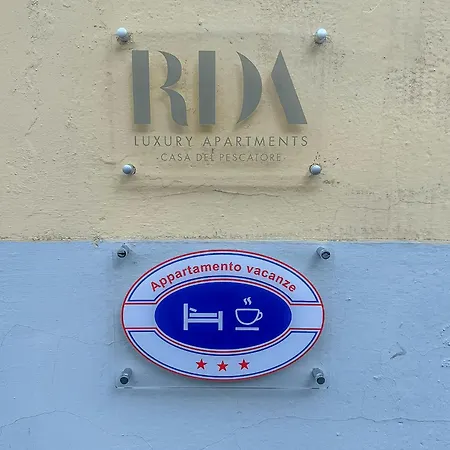 RDA
LUXURY APARTMENTS
-CASA DEL PESCATORE-
Appartamento vacanze